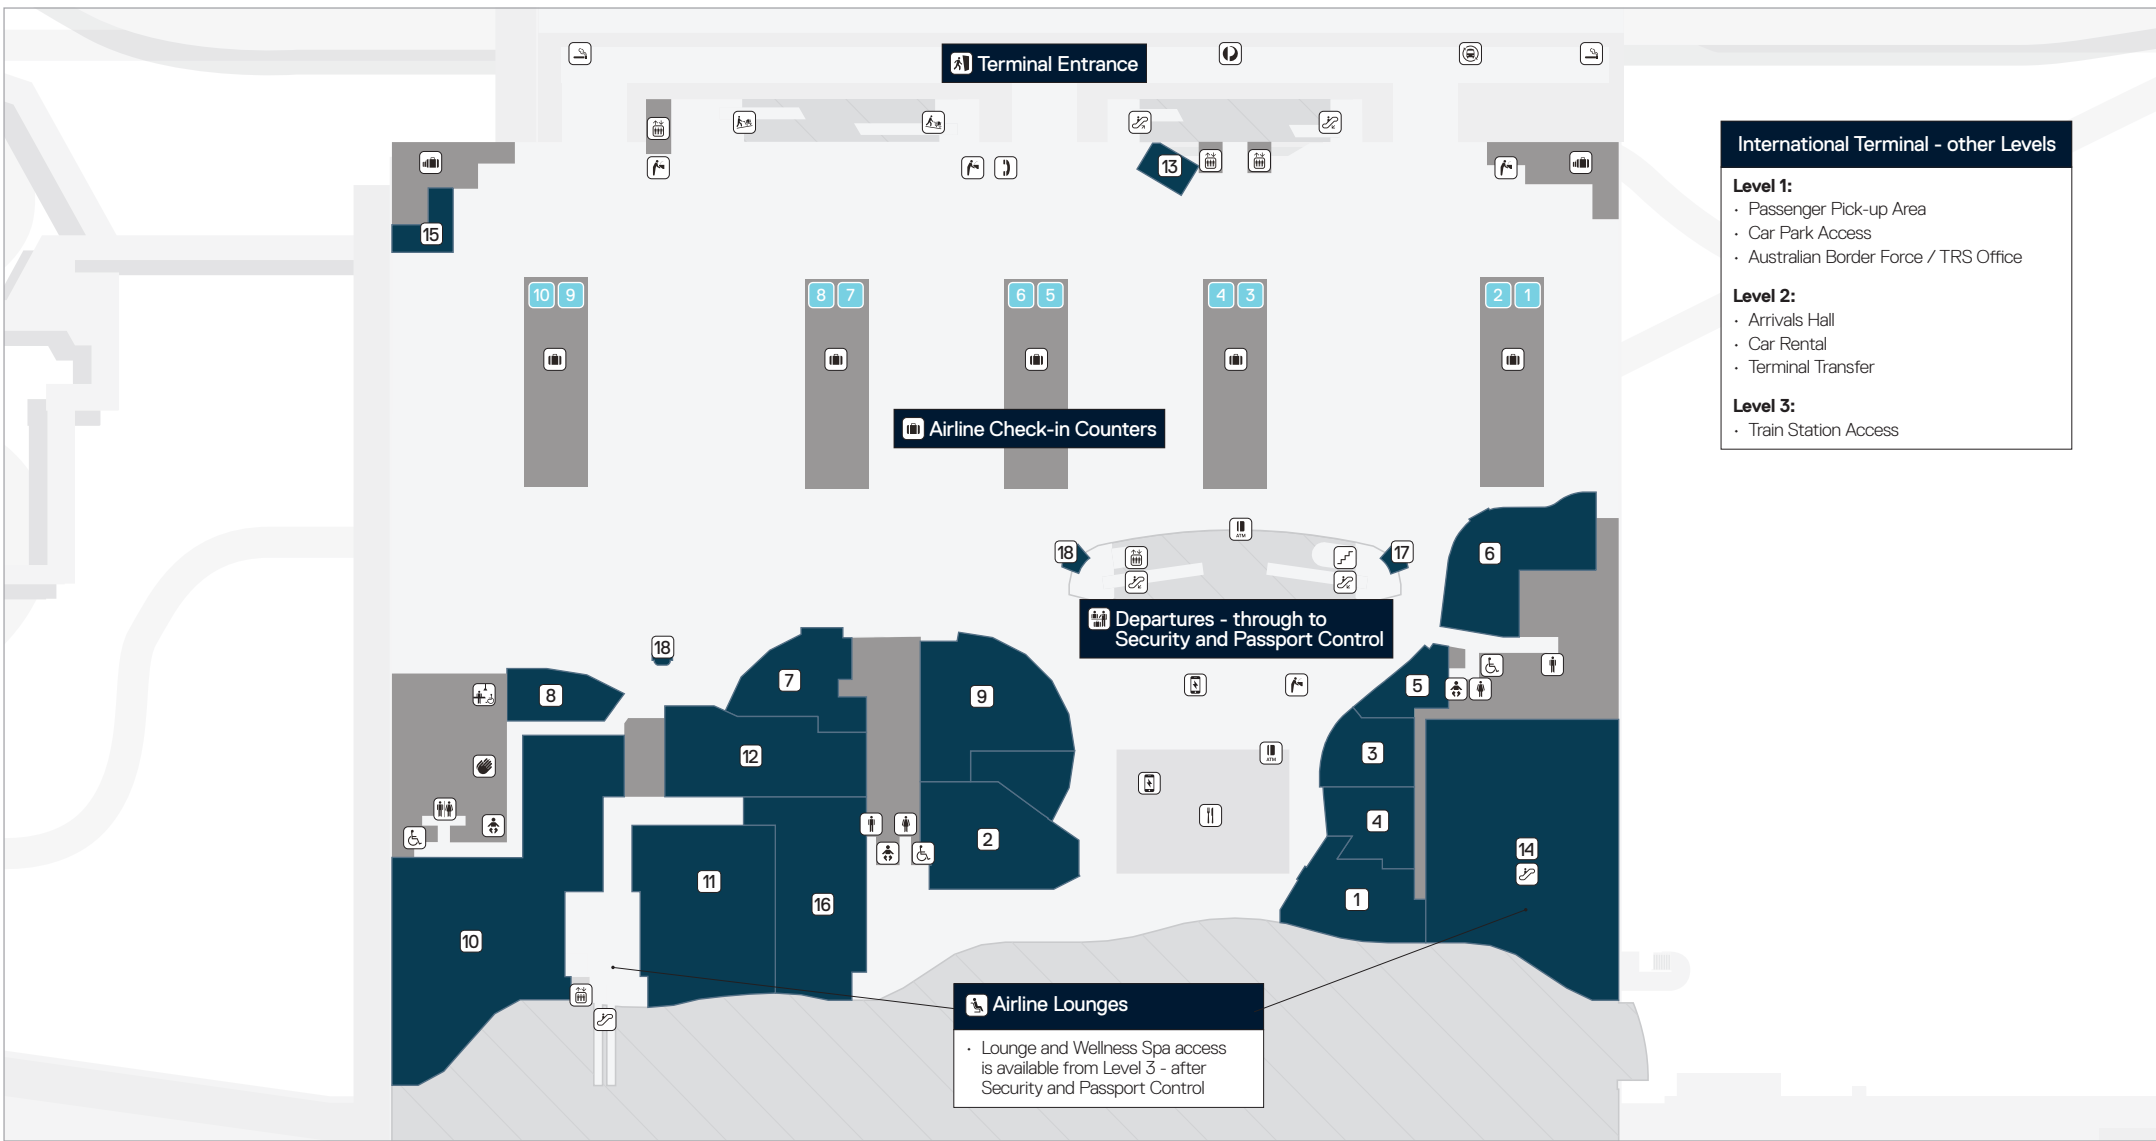 Terminal Entrance
13
15
International Terminal - other Levels
Level 1:
· Passenger Pick-up Area
· Car Park Access
· Australian Border Force / TRS Office
Level 2:
· Arrivals Hall
· Car Rental
· Terminal Transfer
Level 3:
· Train Station Access
10 9
8 7
6 5
4 3
2 1
Airline Check-in Counters
ATM
18
17
6
Departures - through to
Security and Passport Control
18
7
8
9
5
12
3
ATM
4
2
14
11
16
1
10
Airline Lounges
· Lounge and Wellness Spa access
is available from Level 3 - after
Security and Passport Control